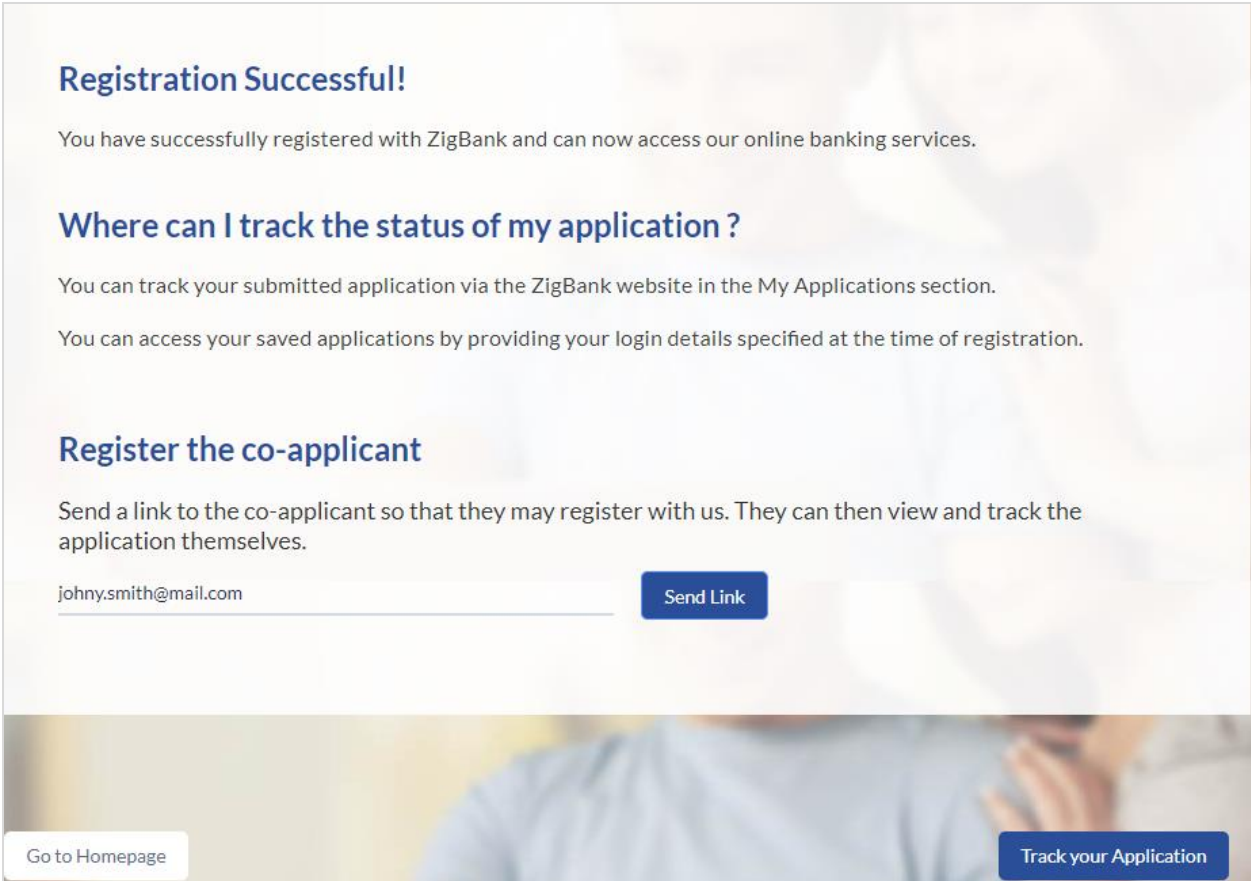 Registration Successful!
You have successfully registered with ZigBank and can now access our online banking services.
Where can I track the status of my application ?
You can track your submitted application via the ZigBank website in the My Applications section.
You can access your saved applications by providing your login details specified at the time of registration.
Register the co-applicant
Send a link to the co-applicant so that they may register with us. They can then view and track the
application themselves.
johny.smith@mail.com
Send Link
Go to Homepage
Track your Application